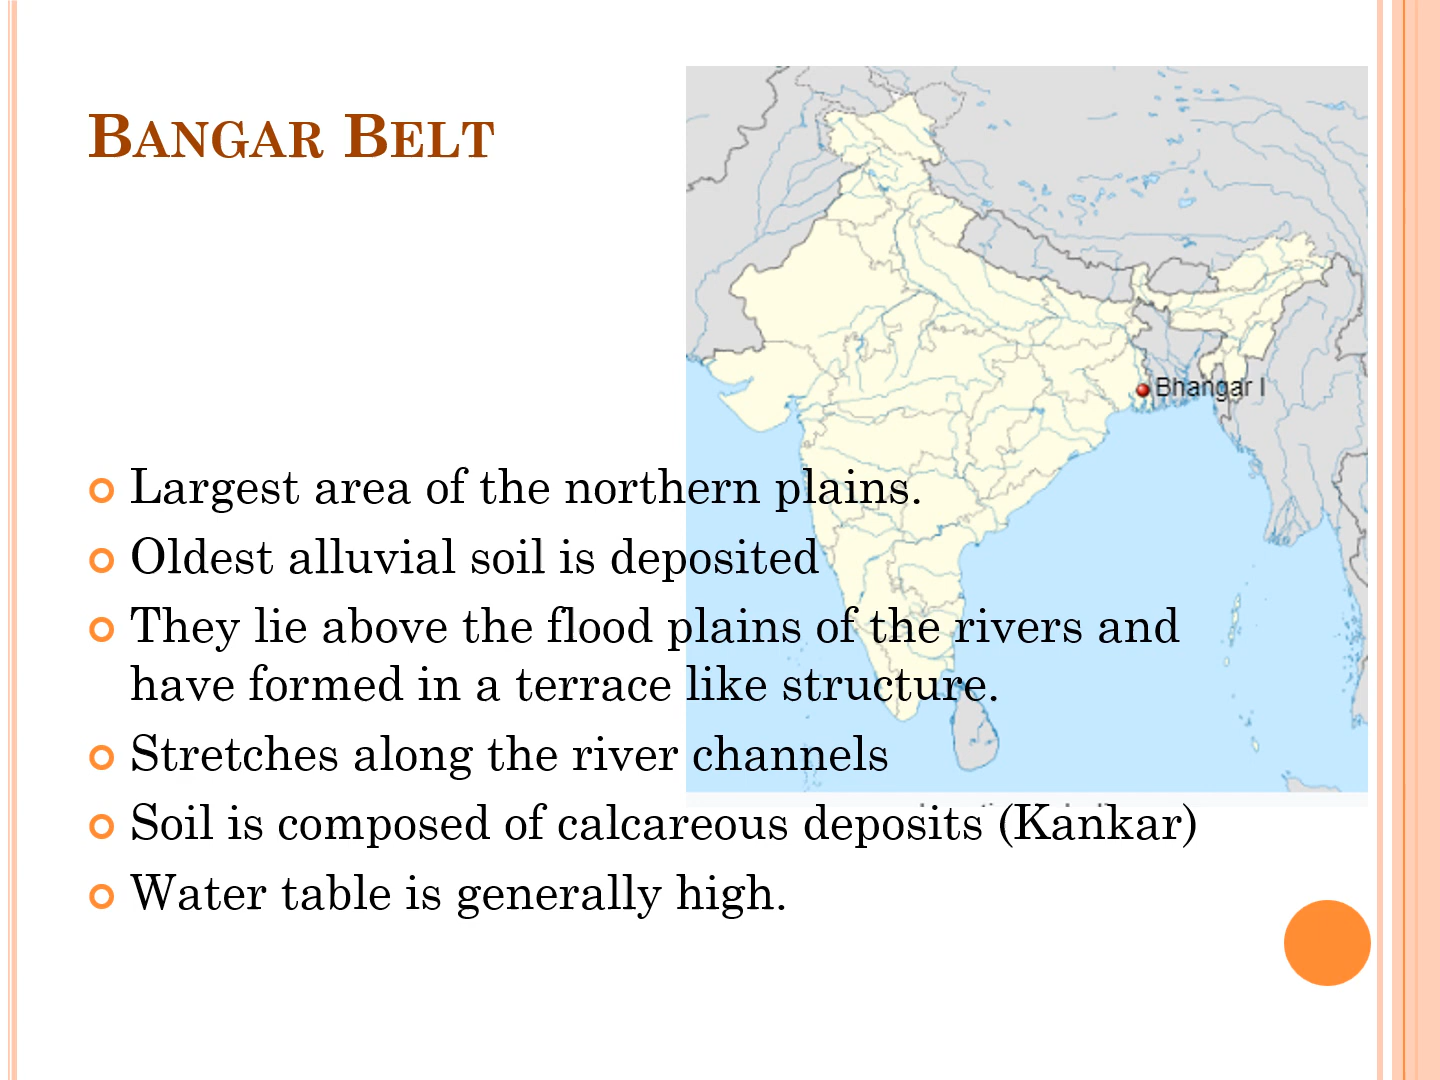 Bangar Belt
Bhangar I
Largest area of the northern plains.
Oldest alluvial soil is deposited
They lie above the flood plains of the rivers and
have formed in a terrace like structure.
Stretches along the river channels
Soil is composed of calcareous deposits (Kankar)
Water table is generally high.